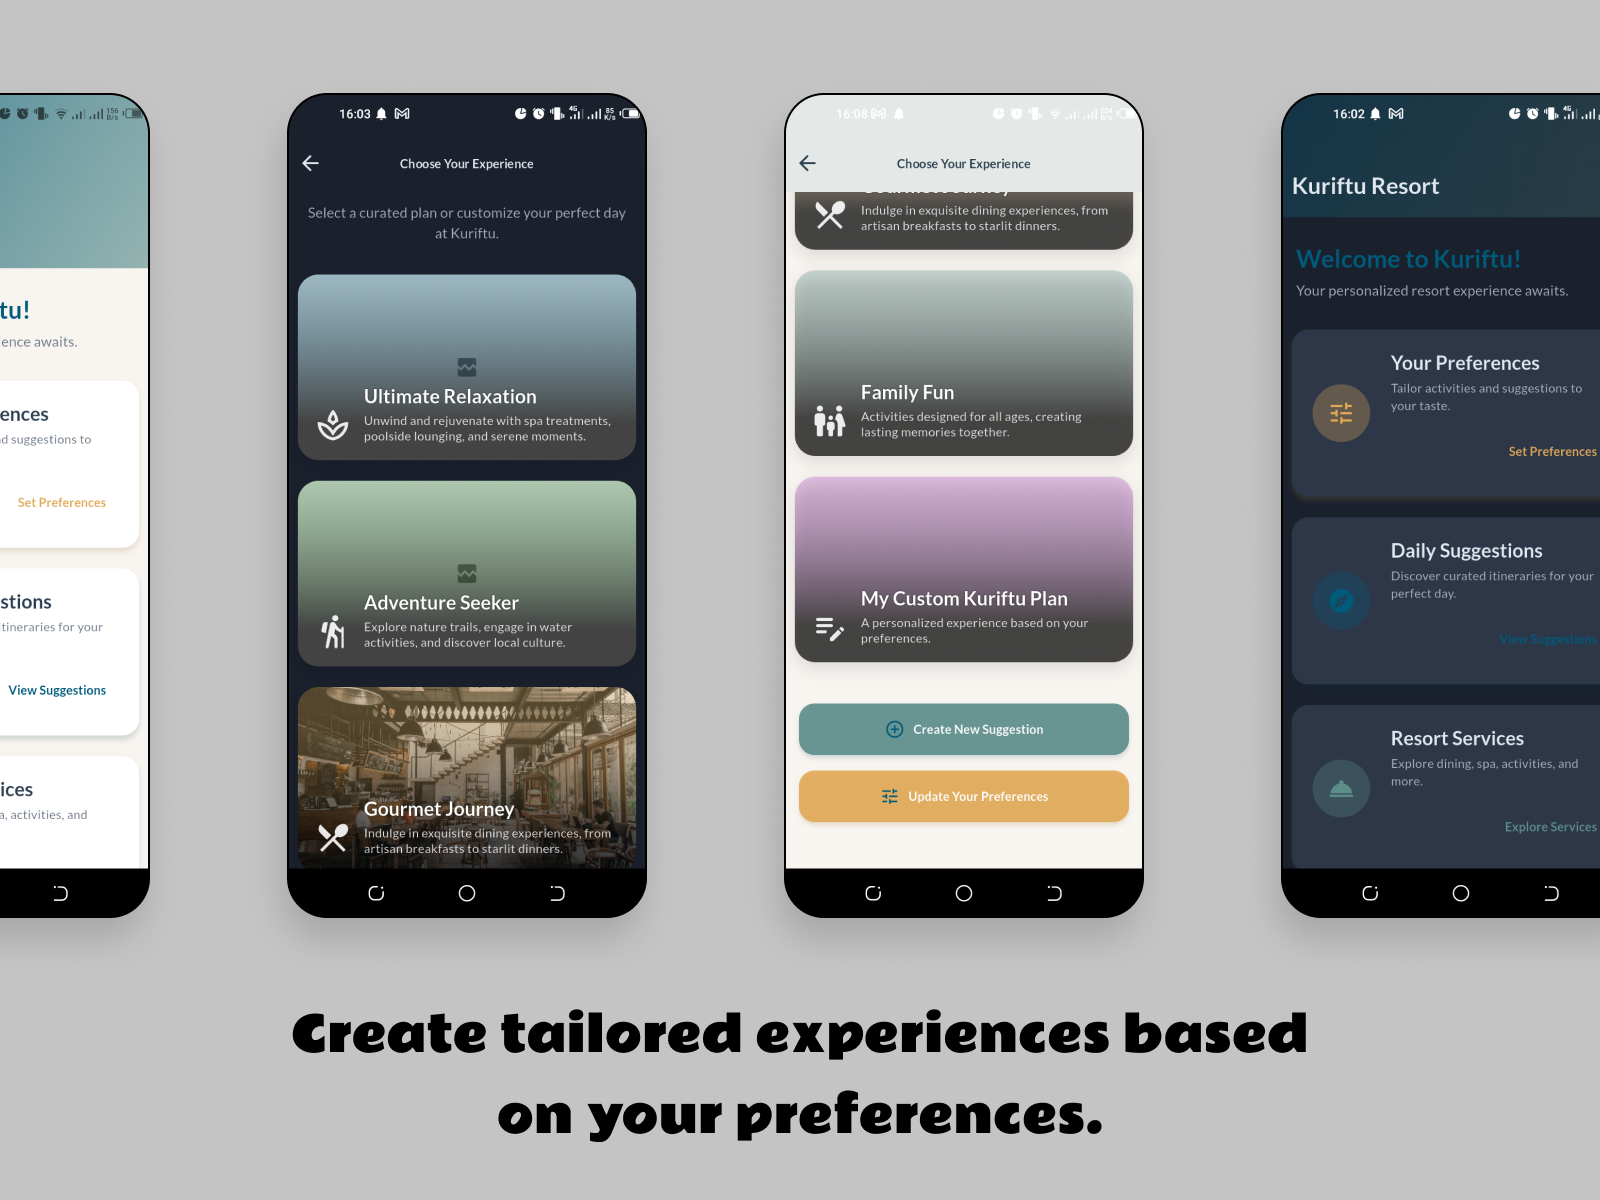 156
B/s
tu!
ence awaits.
ences
d suggestions to
Set Preferences
stions
tineraries for your
View Suggestions
ices
a, activities, and
16:03
4G
85
K/s
Choose Your Experience
Select a curated plan or customize your perfect day
at Kuriftu.
Ultimate Relaxation
Unwind and rejuvenate with spa treatments,
poolside lounging, and serene moments.
Adventure Seeker
Explore nature trails, engage in water
activities, and discover local culture.
Gourmet Journey
Indulge in exquisite dining experiences, from
artisan breakfasts to starlit dinners.
16:08
Choose Your Experience
Gourmet Journey
Indulge in exquisite dining experiences, from
artisan breakfasts to starlit dinners.
Family Fun
Activities designed for all ages, creating
lasting memories together.
My Custom Kuriftu Plan
A personalized experience based on your
preferences.
Create New Suggestion
Update Your Preferences
16:02
4G
Kuriftu Resort
Welcome to Kuriftu!
Your personalized resort experience awaits.
Your Preferences
Tailor activities and suggestions to
your taste.
Set Preferences
Daily Suggestions
Discover curated itineraries for your
perfect day.
View Suggestions
Resort Services
Explore dining, spa, activities, and
more.
Explore Services
Create tailored experiences based
on your preferences.